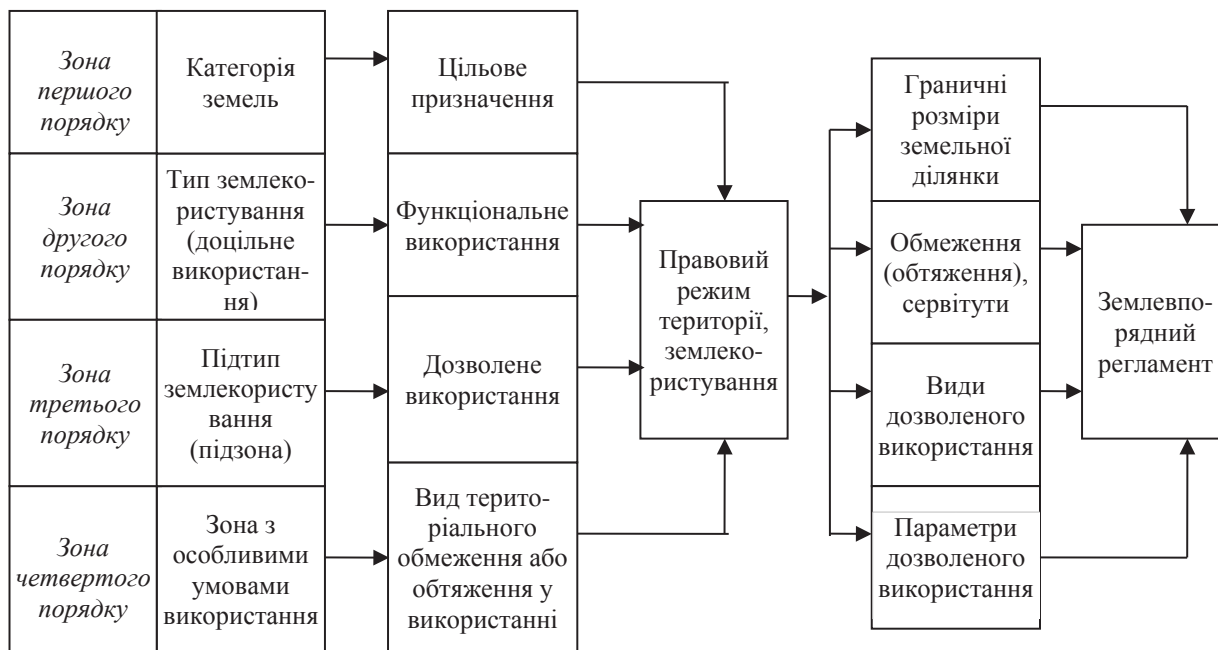 Зона
першого
порядку
Категорія
земель
Цільове
призначення
Зона
другого
порядку
Тип землеко-
ристування
(доцільне
використан-
ня)
Функціональне
використання
Зона
третього
порядку
Підтип
землекористу
вання
(підзона)
Дозволене
використання
Зона
четвертого
порядку
Зона з
особливими
умовами
використання
Вид терито-
ріального
обмеження або
обтяження у
використанні
Правовий
режим
території,
землеко-
ристування
Граничні
розміри
земельної
ділянки
Обмеження
(обтяження),
сервітути
Види
дозволеного
використання
Параметри
дозволеного
використання
Землевпо-
рядний
регламент